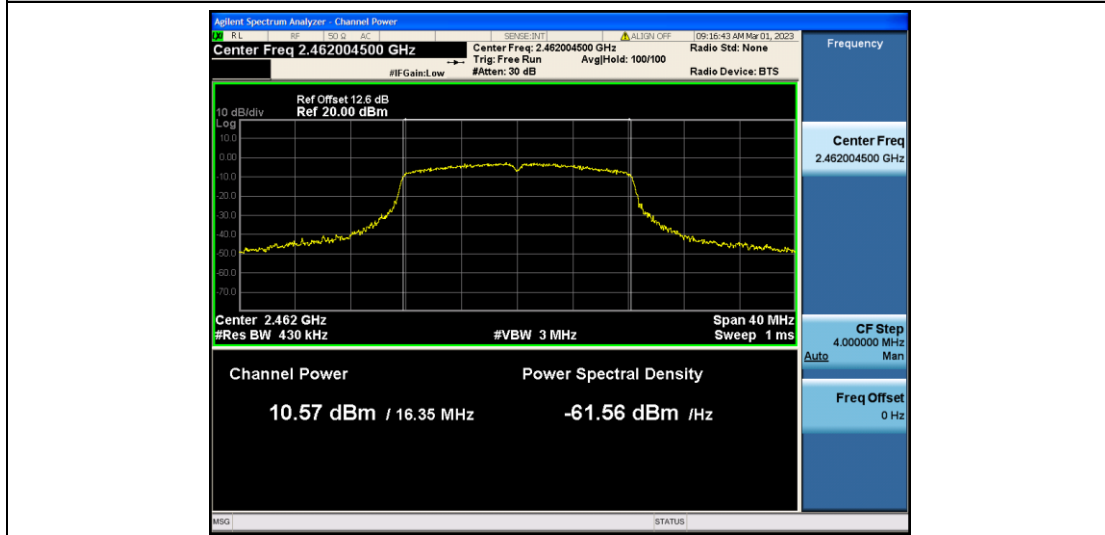 Agilent Spectrum Analyzer - Channel Power
RL RF 50 Ω AC SENSE:INT ALIGN OFF 09:16:43 AM Mar 01, 2023
Center Freq 2.462004500 GHz
Center Freq: 2.462004500 GHz Radio Std: None
Trig: Free Run Avg|Hold: 100/100
#IFGain:Low #Atten: 30 dB Radio Device: BTS
Frequency
Ref Offset 12.6 dB
10 dB/div Ref 20.00 dBm
Log
10.0
0.00
-10.0
-20.0
-30.0
-40.0
-50.0
-60.0
-70.0
Center 2.462 GHz Span 40 MHz
#Res BW 430 kHz #VBW 3 MHz Sweep 1 ms
Center Freq
2.462004500 GHz
CF Step
4.000000 MHz
Auto Man
Freq Offset
0 Hz
Channel Power Power Spectral Density
10.57 dBm / 16.35 MHz -61.56 dBm /Hz
MSG STATUS